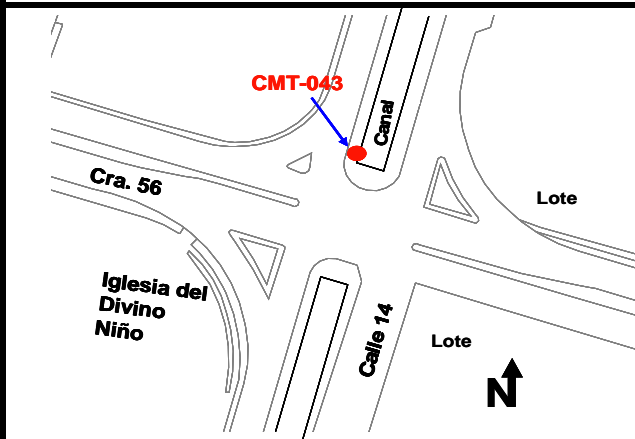 CMT-043
Canal
Cra. 56
Lote
Iglesia del
Divino
Niño
Calle 14
Lote
N